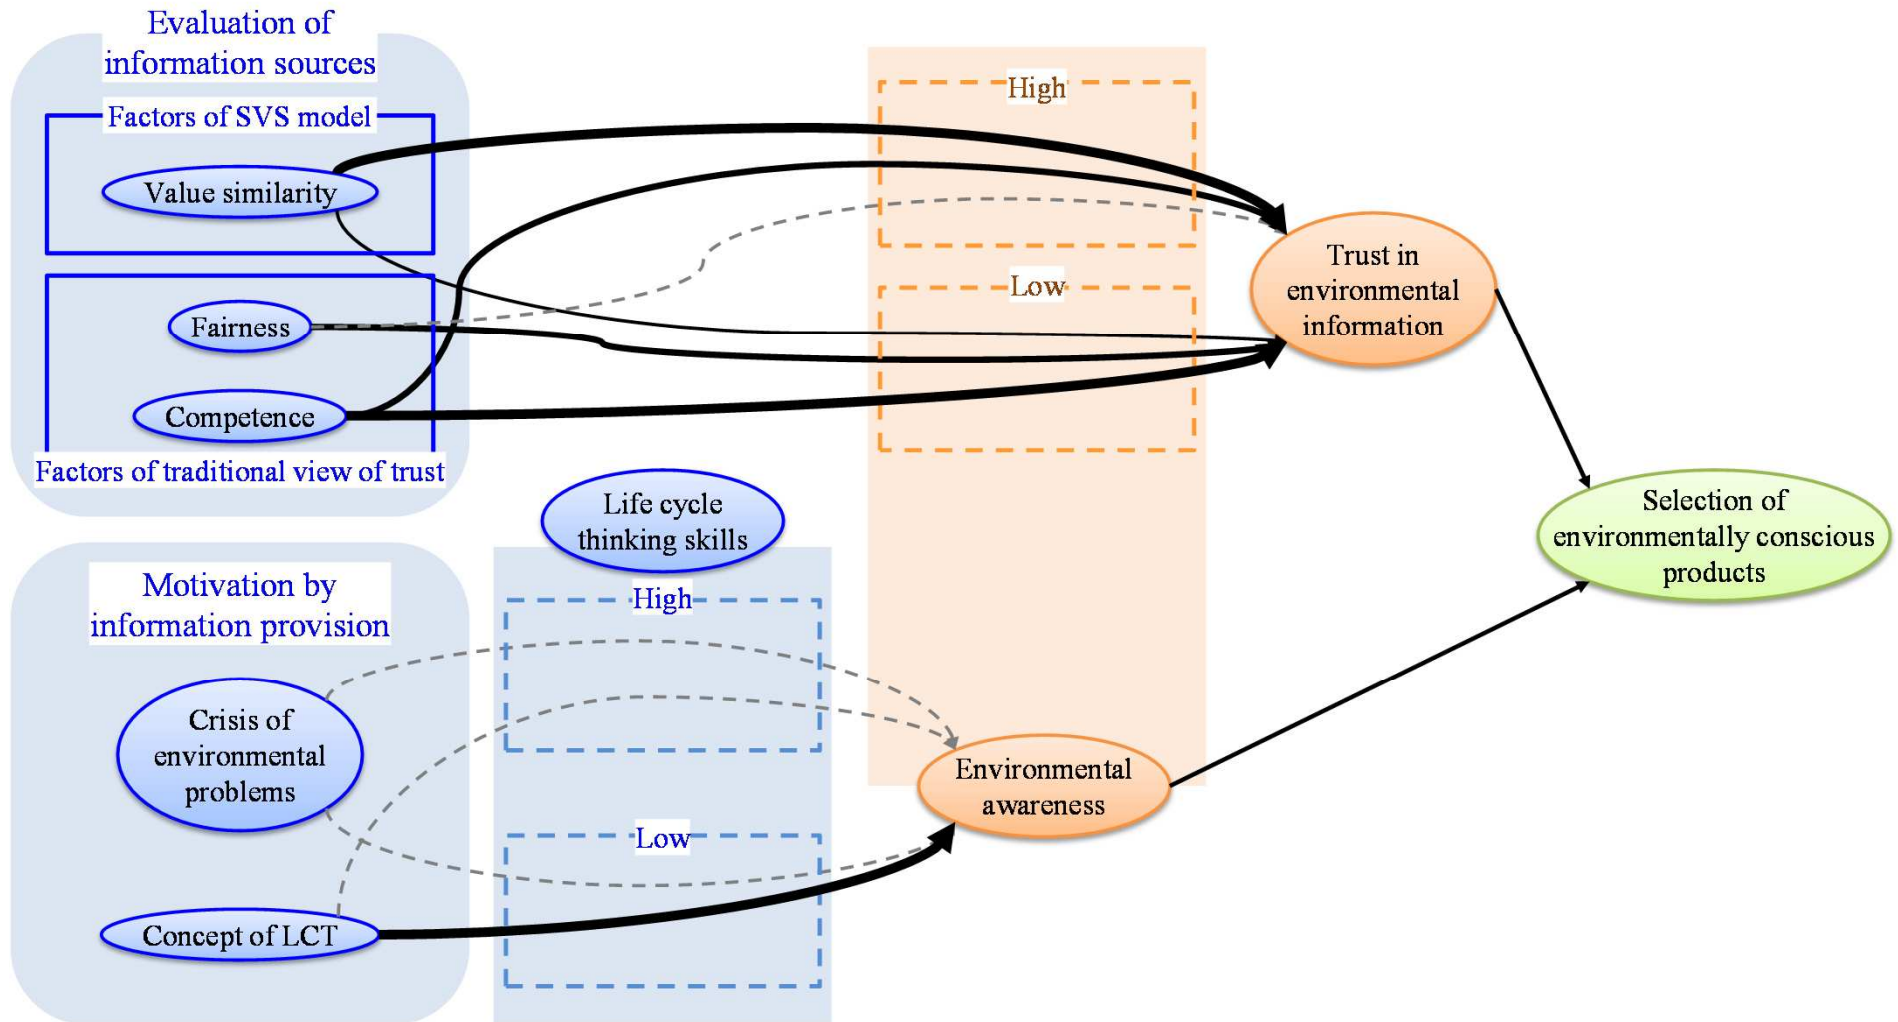 Evaluation of
information sources
Factors of SVS model
Value similarity
Fairness
Competence
Factors of traditional view of trust
High
Low
Trust in
environmental
information
Life cycle
thinking skills
High
Low
Motivation by
information provision
Crisis of
environmental
problems
Concept of LCT
Environmental
awareness
Selection of
environmentally conscious
products